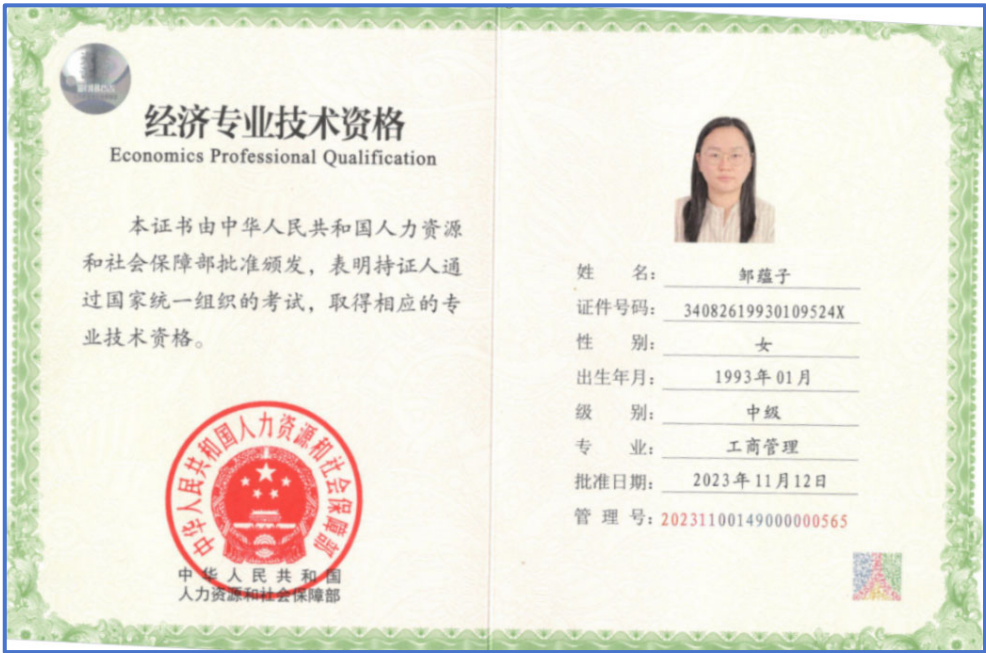 经济专业技术资格
Economics Professional Qualification
本证书由中华人民共和国人力资源
和社会保障部批准颁发，表明持证人通
过国家统一组织的考试，取得相应的专
业技术资格。
中华人民共和国人力资源和社会保障部
中华人民共和国
人力资源和社会保障部
姓 名：邹蕴子
证件号码：34082619930109524X
性 别：女
出生年月：1993年01月
级 别：中级
专 业：工商管理
批准日期：2023年11月12日
管 理 号：20231100149000000565